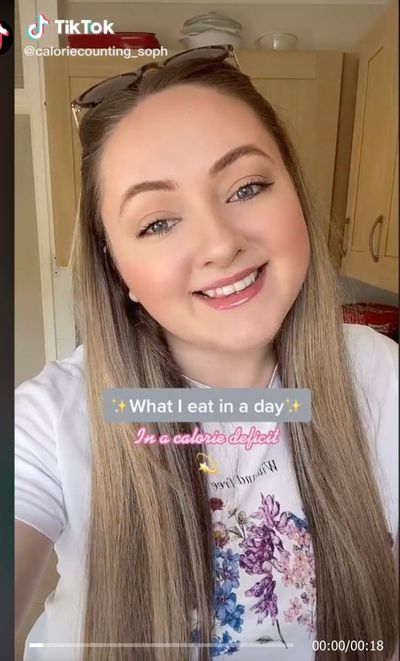 TikTok
@caloriecounting_soph
✨What I eat in a day✨
In a calorie deficit
💫
Wild and free
00:00/00:18